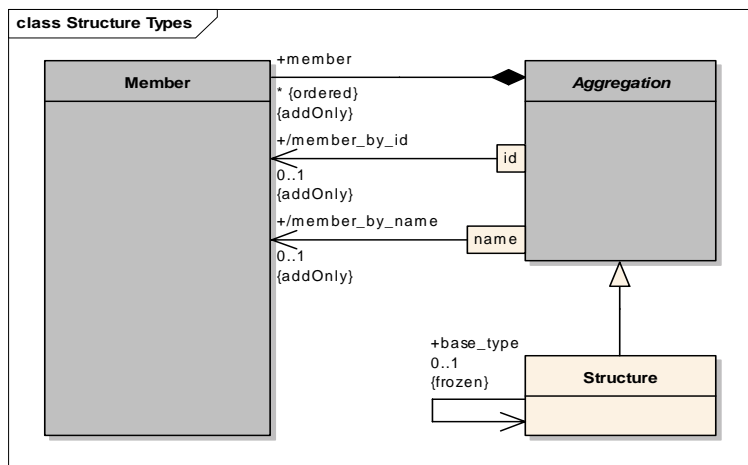 class Structure Types
+member
Member
Aggregation
* {ordered}
{addOnly}
+/member_by_id
id
0..1
{addOnly}
+/member_by_name
name
0..1
{addOnly}
+base_type
0..1
{frozen}
Structure